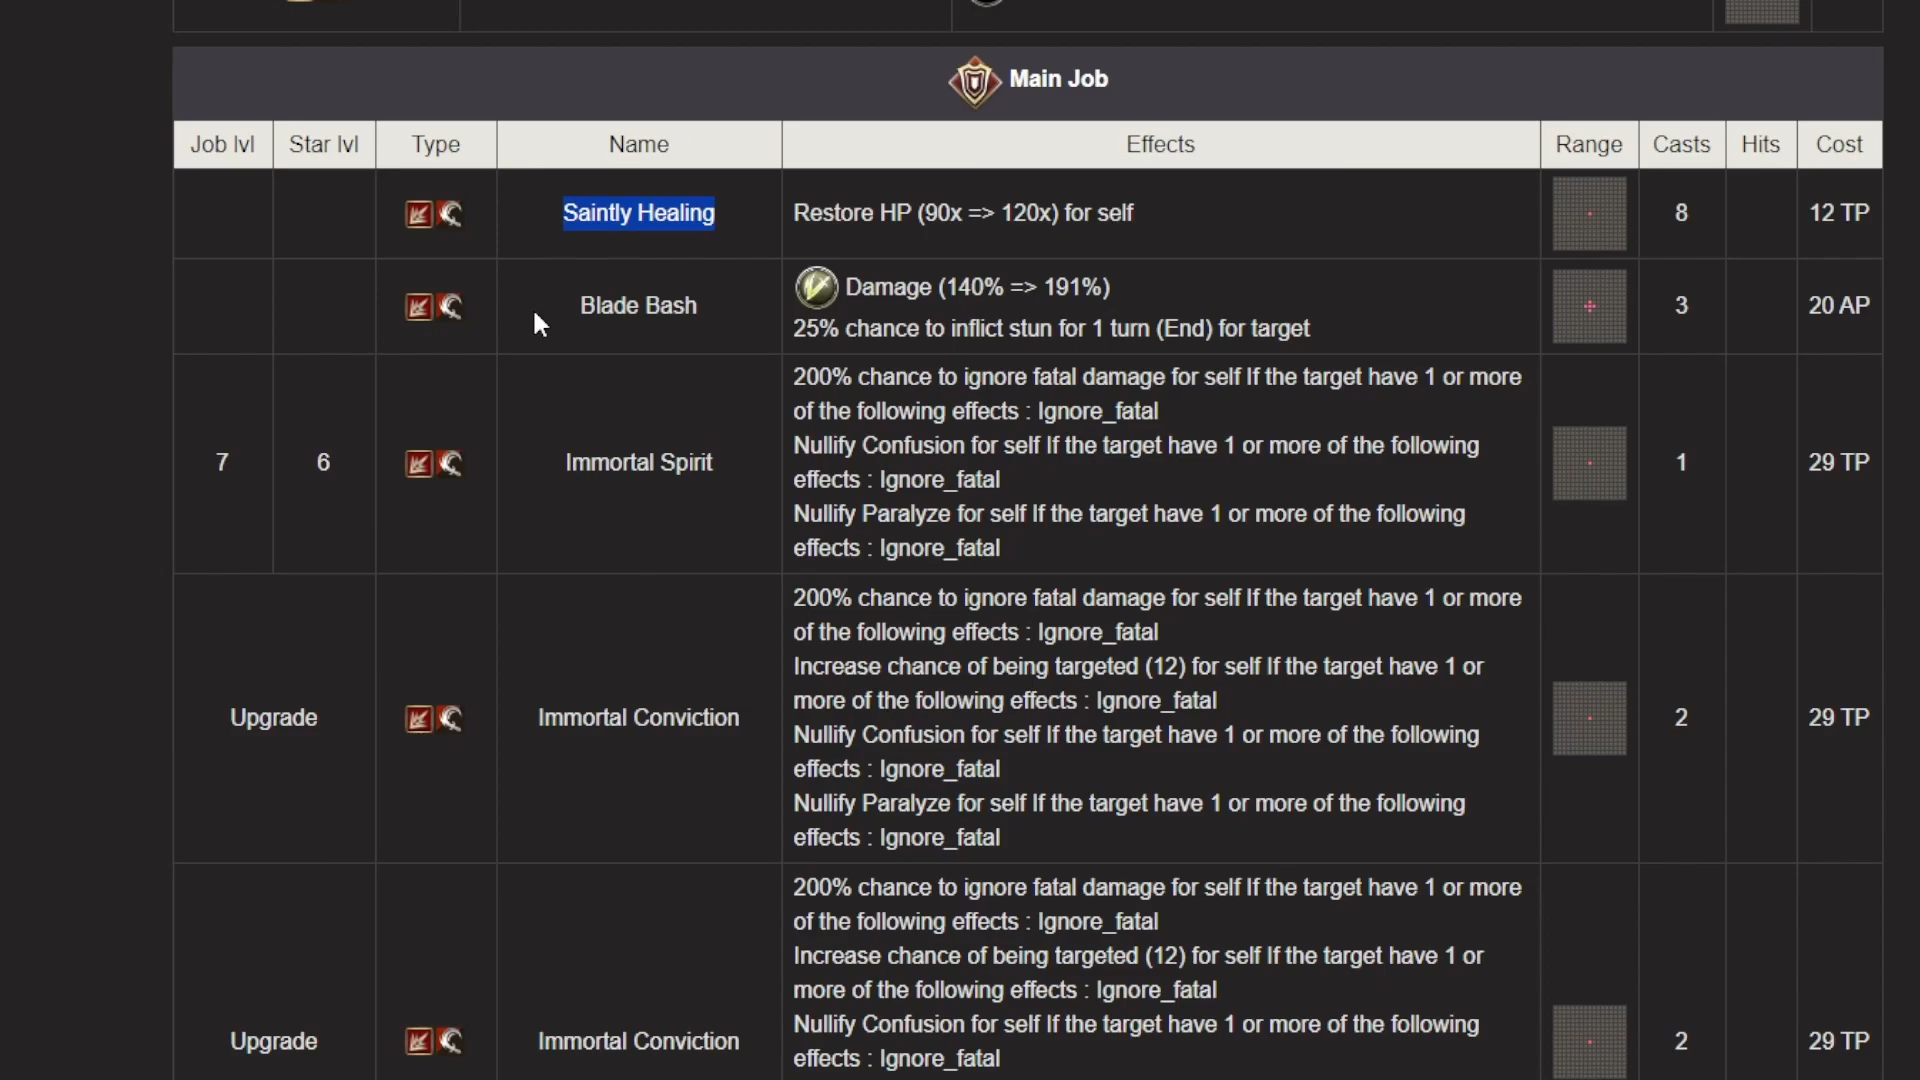 Main Job
Job lvl Star lvl Type Name Effects Range Casts Hits Cost
Saintly Healing Restore HP (90x => 120x) for self 8 12 TP
Blade Bash Damage (140% => 191%) 3 20 AP
25% chance to inflict stun for 1 turn (End) for target
7 6 Immortal Spirit 1 29 TP
200% chance to ignore fatal damage for self If the target have 1 or more
of the following effects : Ignore_fatal
Nullify Confusion for self If the target have 1 or more of the following
effects : Ignore_fatal
Nullify Paralyze for self If the target have 1 or more of the following
effects : Ignore_fatal
Upgrade Immortal Conviction 2 29 TP
200% chance to ignore fatal damage for self If the target have 1 or more
of the following effects : Ignore_fatal
Increase chance of being targeted (12) for self If the target have 1 or
more of the following effects : Ignore_fatal
Nullify Confusion for self If the target have 1 or more of the following
effects : Ignore_fatal
Nullify Paralyze for self If the target have 1 or more of the following
effects : Ignore_fatal
Upgrade Immortal Conviction 2 29 TP
200% chance to ignore fatal damage for self If the target have 1 or more
of the following effects : Ignore_fatal
Increase chance of being targeted (12) for self If the target have 1 or
more of the following effects : Ignore_fatal
Nullify Confusion for self If the target have 1 or more of the following
effects : Ignore_fatal